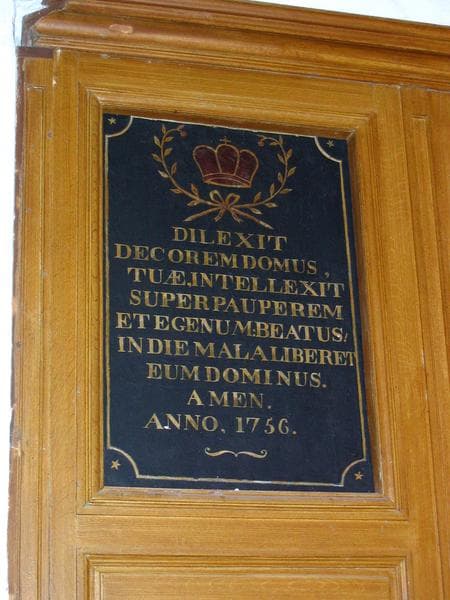 DILEXIT
DECOREM DOMUS,
TUÆ, INTELLEXIT
SUPER PAUPEREM
ET EGENUM: BEATUS:
IN DIE MALA LIBERET
EUM DOMINUS.
AMEN.
ANNO, 1756.